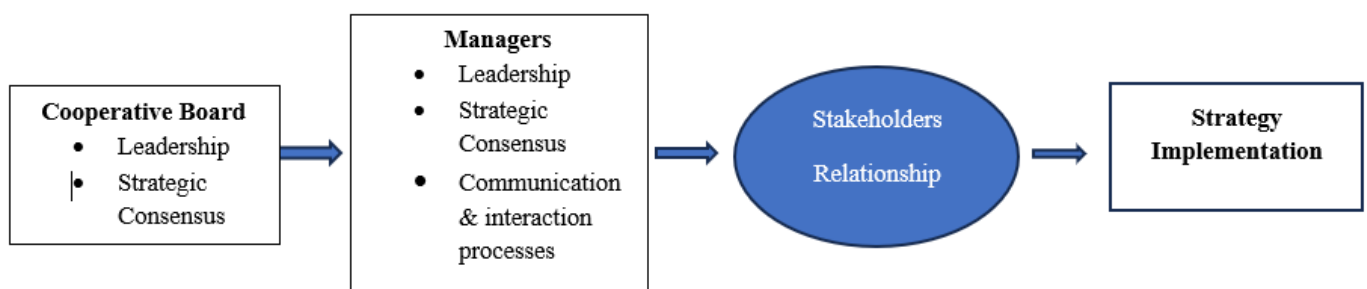 Cooperative Board
• Leadership
• Strategic
Consensus
Managers
• Leadership
• Strategic
Consensus
• Communication
& interaction
processes
Stakeholders
Relationship
Strategy
Implementation